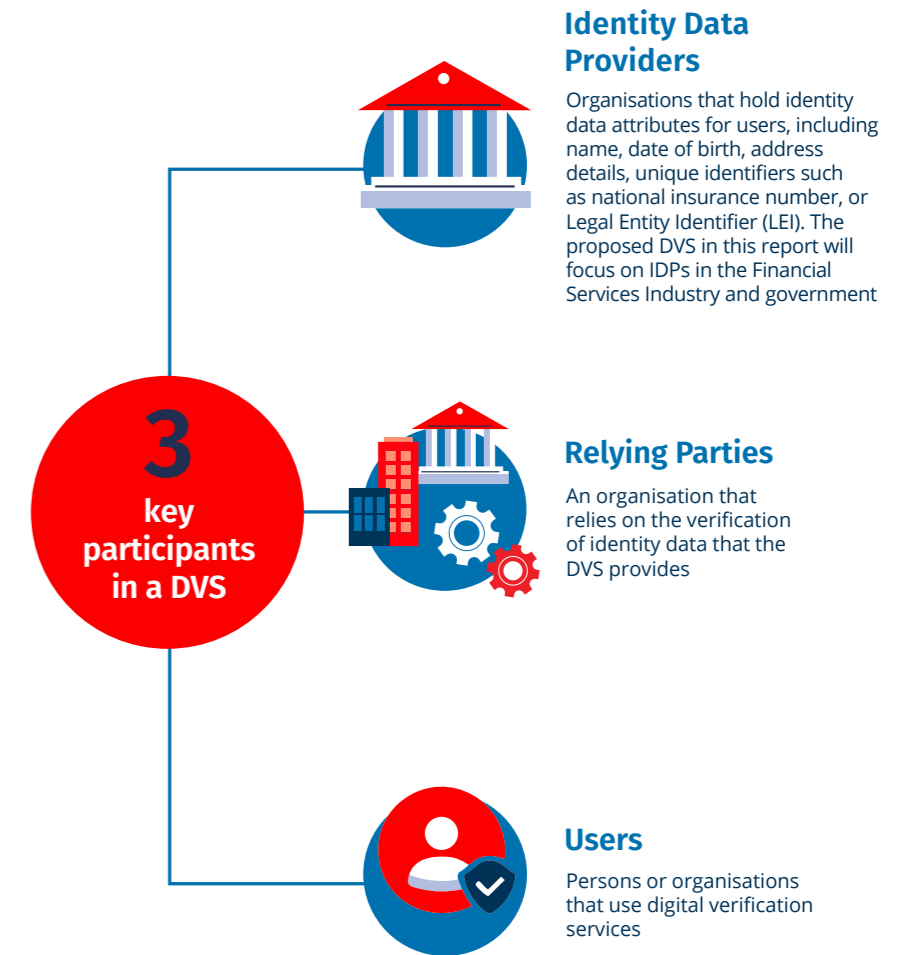 Identity Data
Providers
Organisations that hold identity
data attributes for users, including
name, date of birth, address
details, unique identifiers such
as national insurance number, or
Legal Entity Identifier (LEI). The
proposed DVS in this report will
focus on IDPs in the Financial
Services Industry and government
3
key
participants
in a DVS
Relying Parties
An organisation that
relies on the verification
of identity data that the
DVS provides
Users
Persons or organisations
that use digital verification
services